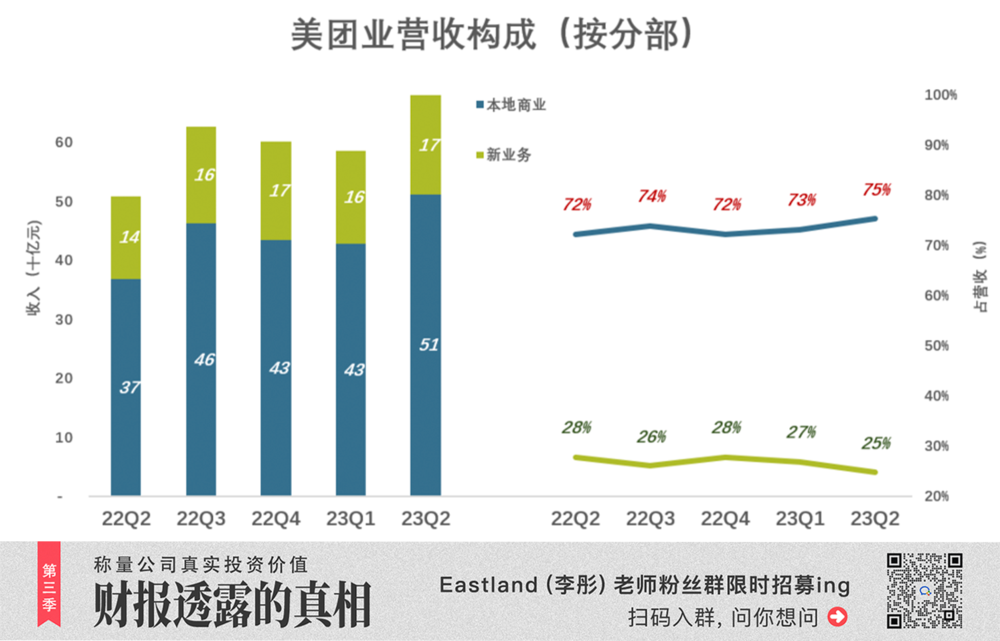 美团业营收构成（按分部）
本地商业
新业务
收入（十亿元）
60
50
40
30
20
10
-
14
37
16
46
17
43
16
43
17
51
22Q2 22Q3 22Q4 23Q1 23Q2
72% 74% 72% 73% 75%
28% 26% 28% 27% 25%
22Q2 22Q3 22Q4 23Q1 23Q2
100%
90%
80%
70%
60%
50%
40%
30%
20%
占营收（%）
第三季
称量公司真实投资价值
财报透露的真相
Eastland（李彤）老师粉丝群限时招募ing
扫码入群，问你想问